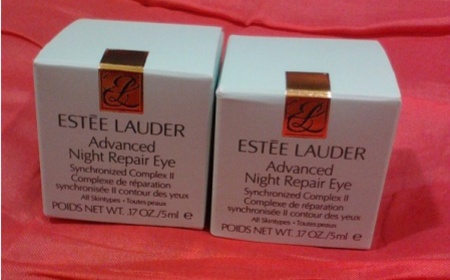 ESTĒE LAUDER
Advanced
Night Repair Eye
Synchronized Complex II
Complexe de réparation
synchronisée II contour des yeux
All Skintypes • Toutes peaux
POIDS NET WT. .17 OZ./5ml e
ESTĒE LAUDER
Advanced
Night Repair Eye
Synchronized Complex II
Complexe de réparation
synchronisée II contour des yeux
All Skintypes • Toutes peaux
POIDS NET WT. .17 OZ./5ml e